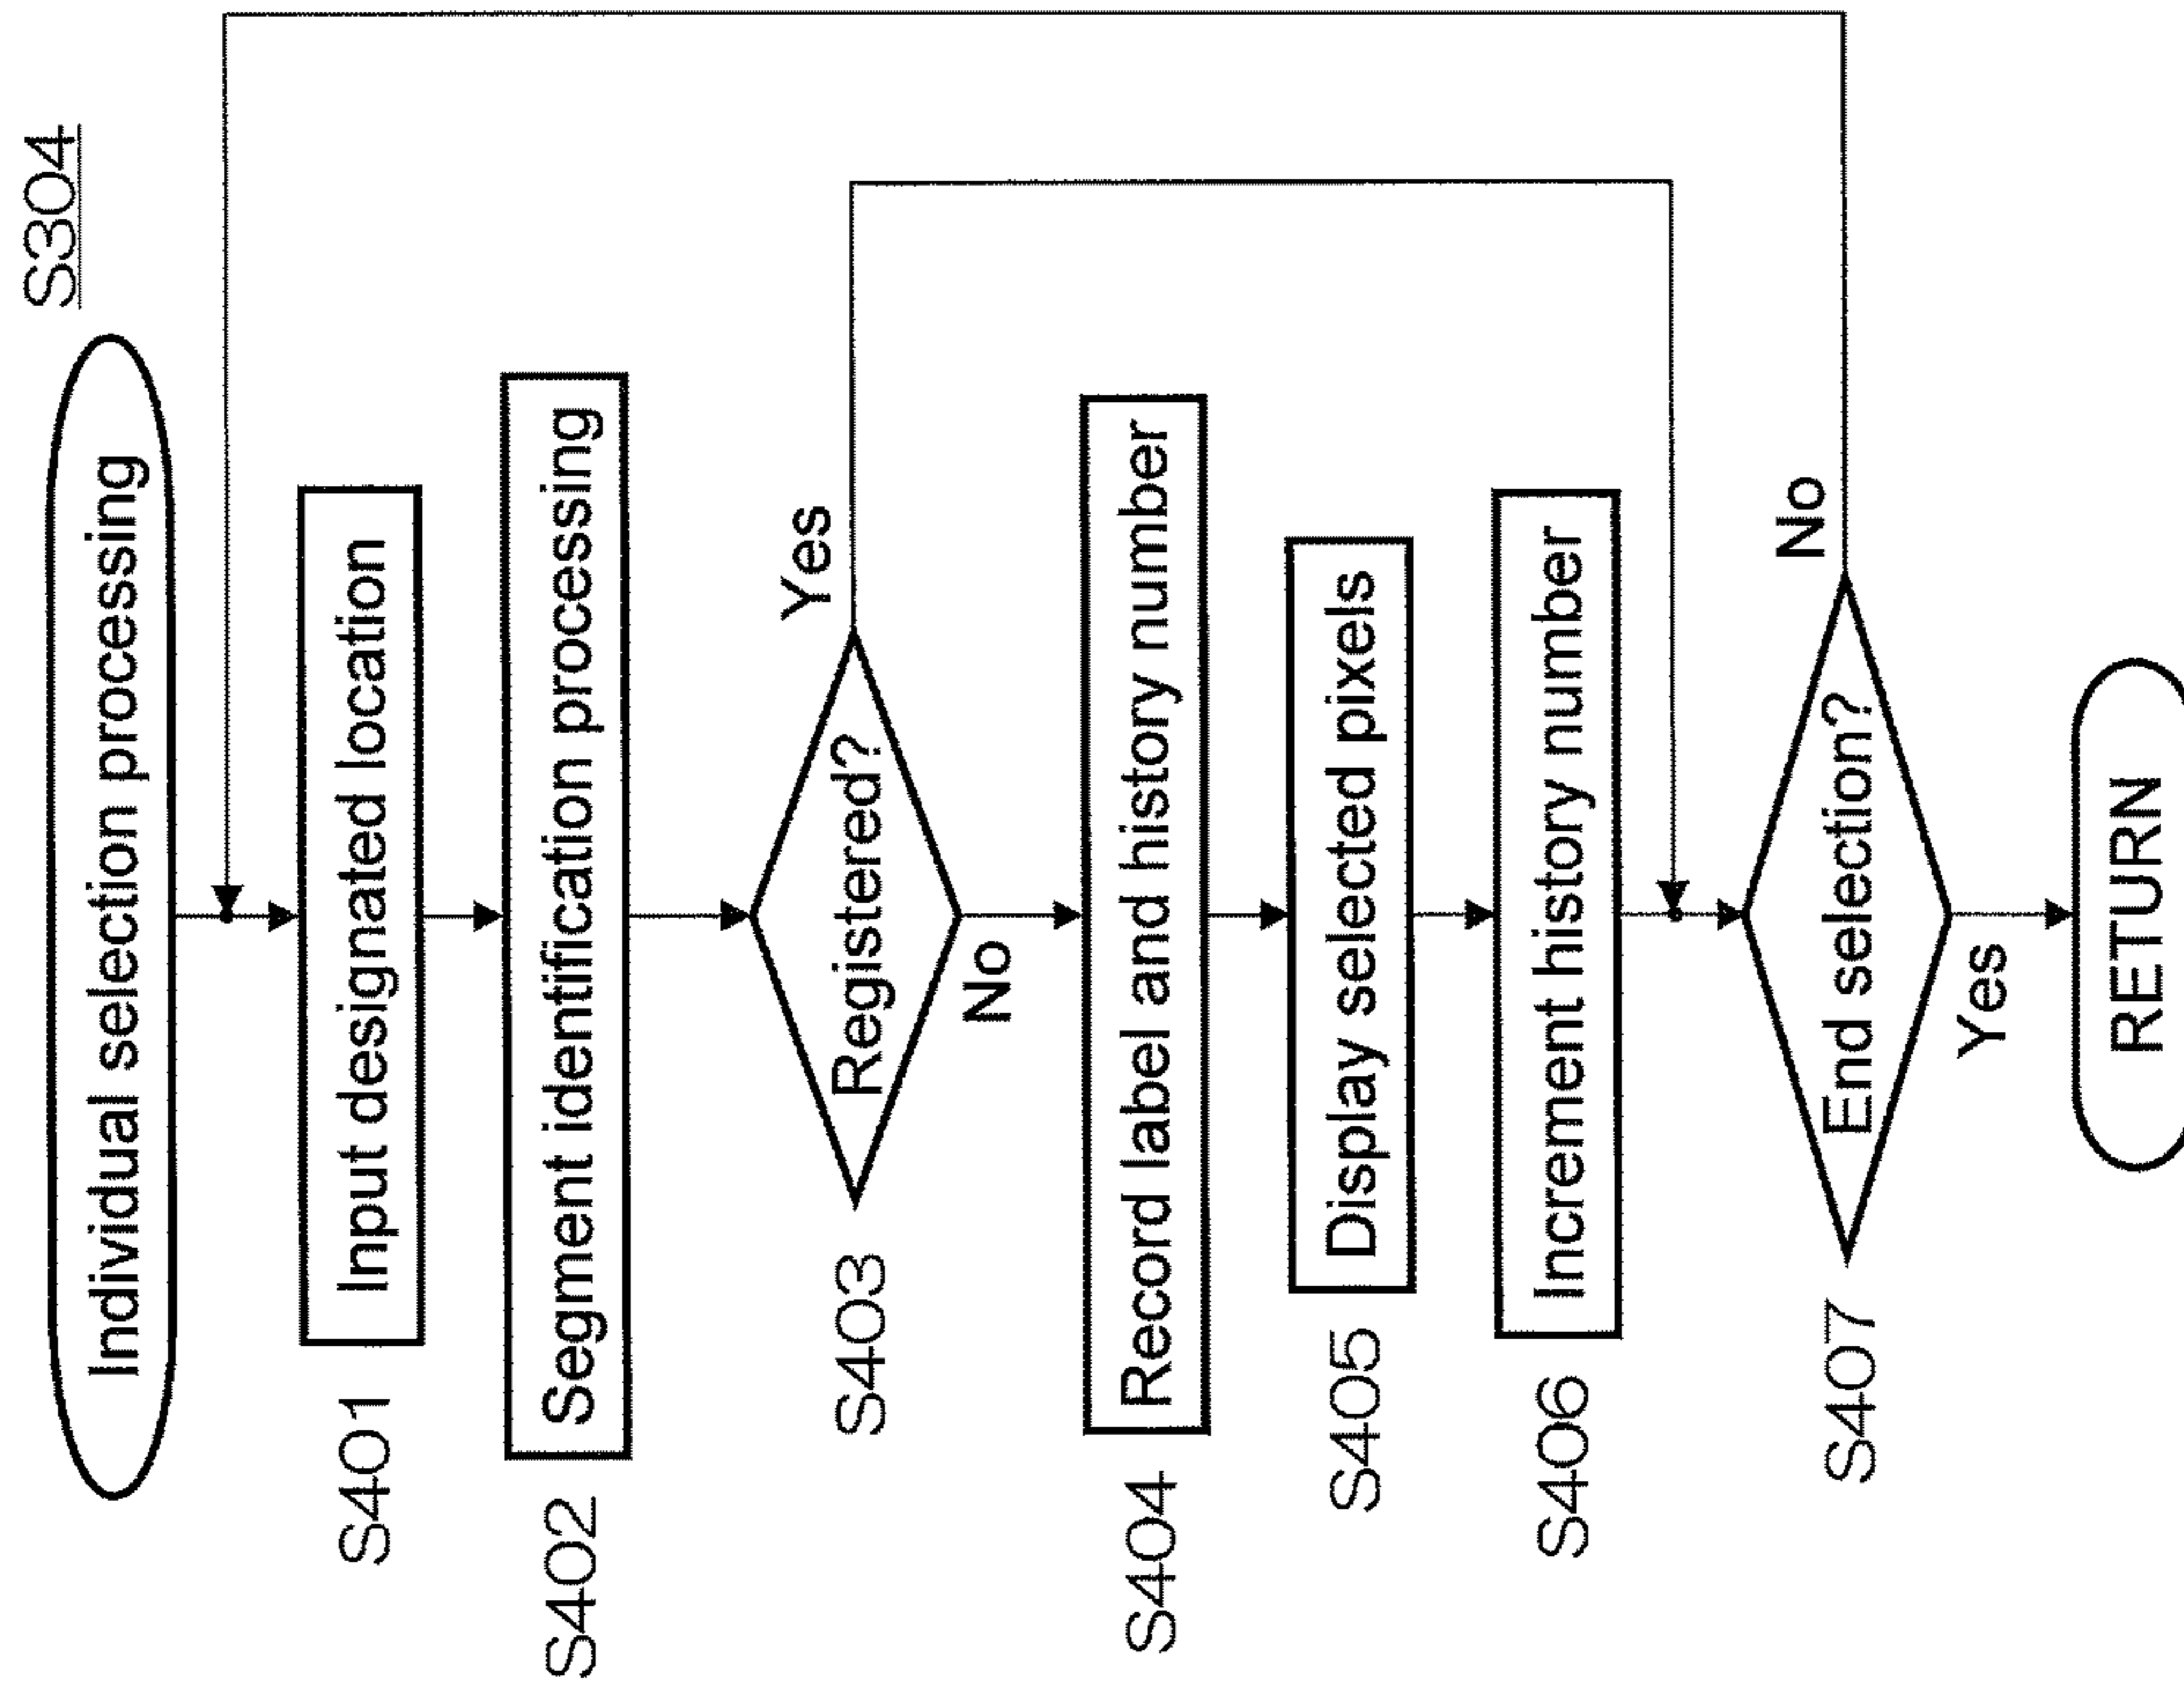 S304
Individual selection processing
S401
Input designated location
S402
Segment identification processing
S403
Registered?
Yes
No
S404
Record label and history number
S405
Display selected pixels
S406
Increment history number
S407
End selection?
No
Yes
RETURN